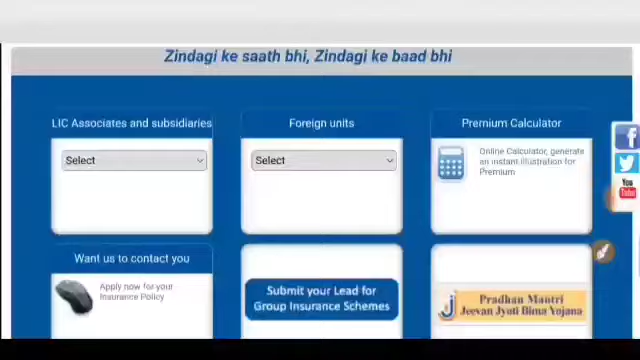 Zindagi ke saath bhi, Zindagi ke baad bhi
LIC Associates and subsidiaries
Select
Foreign units
Select
Premium Calculator
Online Calculator, generate
an instant illustration for
Premium
You
Tube
Want us to contact you
Apply now for your
Insurance Policy
Submit your Lead for
Group Insurance Schemes
Pradhan Mantri
Jeevan Jyoti Bima Yojana